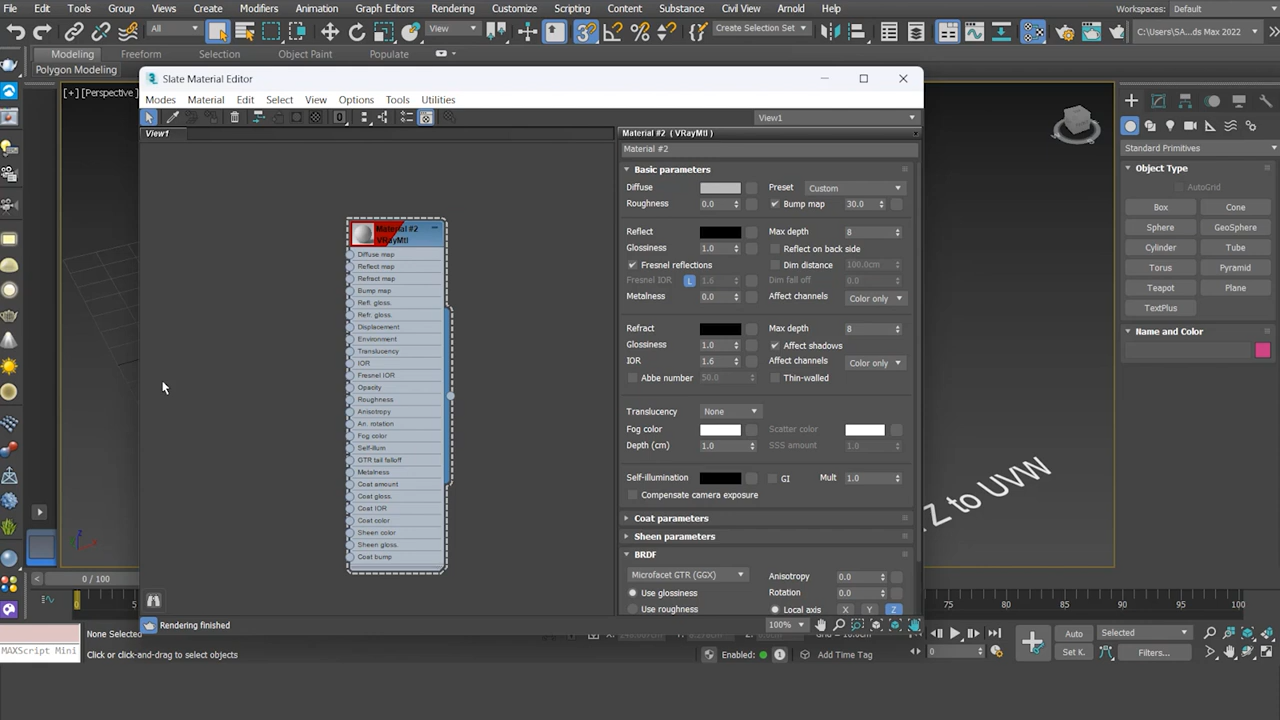 File Edit Tools Group Views Create Modifiers Animation Graph Editors Rendering Customize Scripting Content Substance Civil View Arnold Help
Workspaces: Default
All View Create Selection Set C:\Users\SA...ds Max 2022
Modeling Freeform Selection Object Paint Populate
Polygon Modeling
[+] [Perspective]
Slate Material Editor
Modes Material Edit Select View Options Tools Utilities
View1
View1
Material #2
VRayMtl
Diffuse map
Reflect map
Refract map
Bump map
Refl. gloss.
Refr. gloss.
Displacement
Environment
Translucency
IOR
Fresnel IOR
Opacity
Roughness
Anisotropy
An. rotation
Fog color
Self-illum
GTR tail falloff
Metalness
Coat amount
Coat gloss.
Coat IOR
Coat color
Sheen color
Sheen gloss.
Coat bump
Material #2 ( VRayMtl )
Material #2
Basic parameters
Diffuse Preset Custom
Roughness 0.0 Bump map 30.0
Reflect Max depth 8
Glossiness 1.0 Reflect on back side
Fresnel reflections Dim distance 100.0cm
Fresnel IOR L 1.6 Dim fall off 0.0
Metalness 0.0 Affect channels Color only
Refract Max depth 8
Glossiness 1.0 Affect shadows
IOR 1.6 Affect channels Color only
Abbe number 50.0 Thin-walled
Translucency None
Fog color Scatter color
Depth (cm) 1.0 SSS amount 1.0
Self-illumination GI Mult 1.0
Compensate camera exposure
Coat parameters
Sheen parameters
BRDF
Microfacet GTR (GGX) Anisotropy 0.0
Use glossiness Rotation 0.0
Use roughness Local axis X Y Z
Rendering finished
100%
Standard Primitives
Object Type
AutoGrid
Box Cone
Sphere GeoSphere
Cylinder Tube
Torus Pyramid
Teapot Plane
TextPlus
Name and Color
Z to UVW
0 / 100
0 5 75 80 85 90 95 100
None Selected
MAXScript Mini
Click or click-and-drag to select objects
Enabled: 1 Add Time Tag
Auto Selected
0 Set K. Filters...